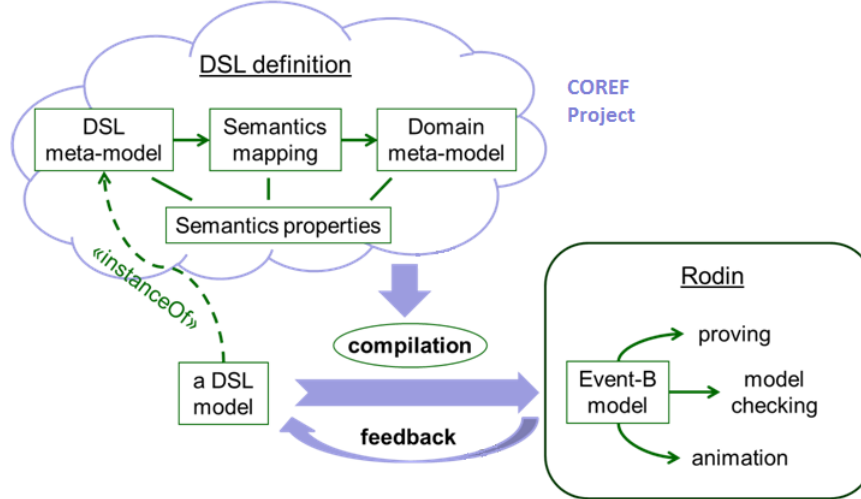 DSL definition
COREF
Project
DSL
meta-model
Semantics
mapping
Domain
meta-model
Semantics properties
«instanceOf»
Rodin
compilation
proving
a DSL
model
Event-B
model
model
checking
feedback
animation